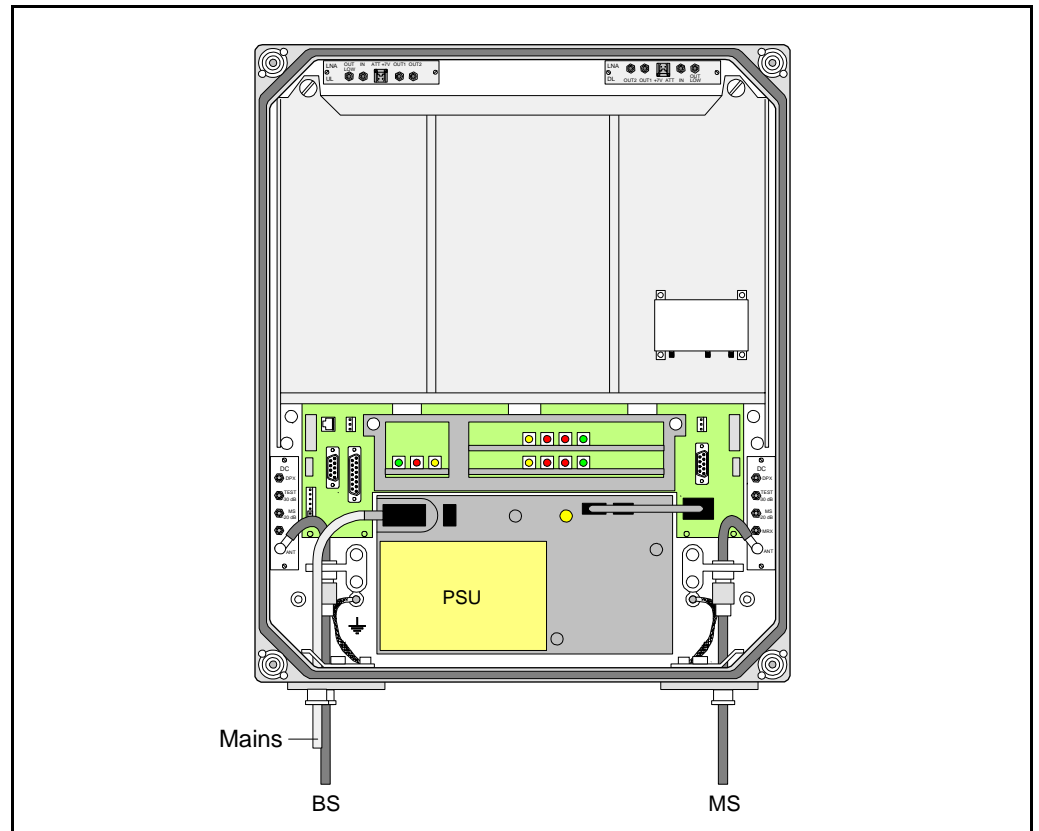 LNA OUT LOW IN ATT +7V OUT1 OUT2
UL
LNA
DL OUT2 OUT1 +7V ATT IN OUT LOW
DC
DPX
TEST
30 dB
MS
20 dB
ANT
DC
DPX
TEST
30 dB
MS
20 dB
MRX
ANT
PSU
Mains
BS
MS